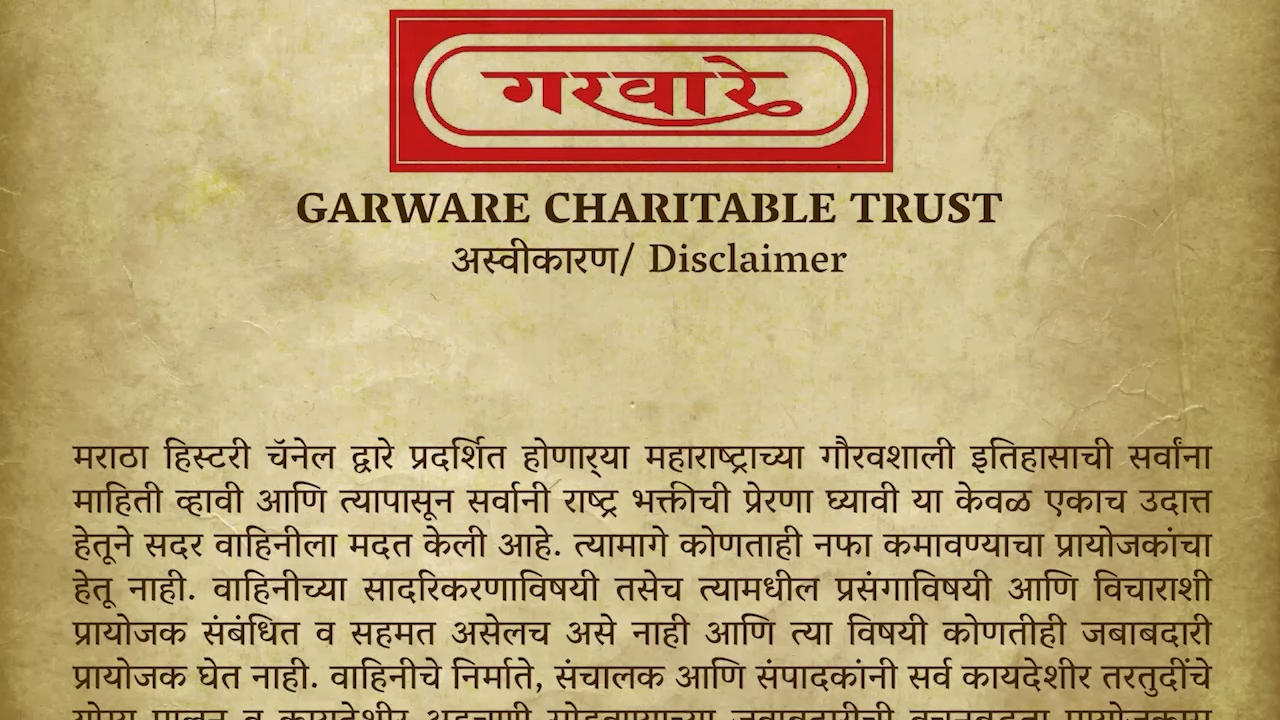 गरवारे
GARWARE CHARITABLE TRUST
अस्वीकारण/ Disclaimer
मराठा हिस्टरी चॅनेल द्वारे प्रदर्शित होणाऱ्या महाराष्ट्राच्या गौरवशाली इतिहासाची सर्वांना
माहिती व्हावी आणि त्यापासून सर्वानी राष्ट्र भक्तीची प्रेरणा घ्यावी या केवळ एकाच उदात्त
हेतूने सदर वाहिनीला मदत केली आहे. त्यामागे कोणताही नफा कमावण्याचा प्रायोजकांचा
हेतू नाही. वाहिनीच्या सादरिकरणाविषयी तसेच त्यामधील प्रसंगाविषयी आणि विचाराशी
प्रायोजक संबंधित व सहमत असेलच असे नाही आणि त्या विषयी कोणतीही जबाबदारी
प्रायोजक घेत नाही. वाहिनीचे निर्माते, संचालक आणि संपादकांनी सर्व कायदेशीर तरतुदींचे